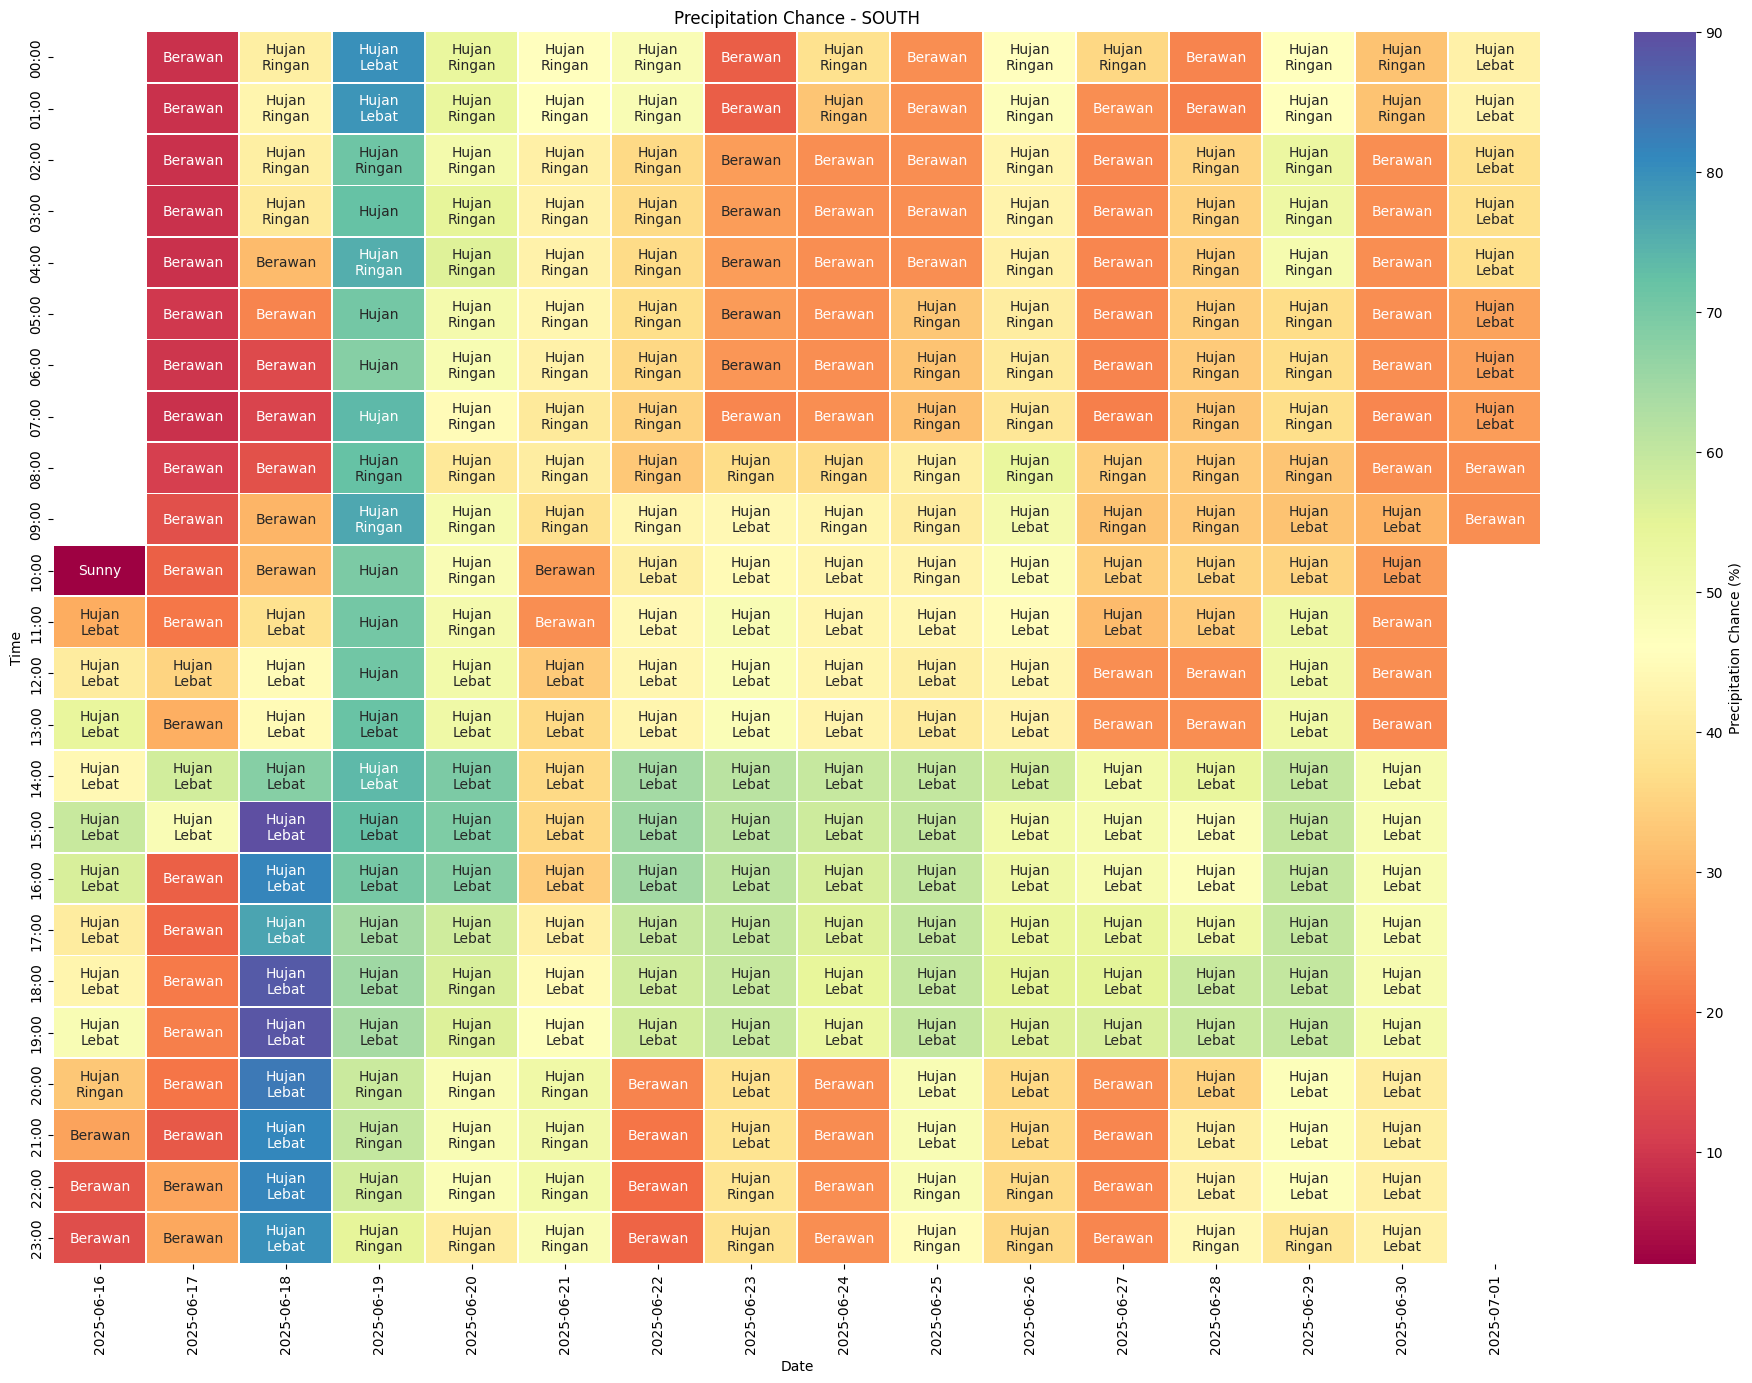 Precipitation Chance - SOUTH
00:00 Berawan Hujan Ringan Hujan Lebat Hujan Ringan Hujan Ringan Hujan Ringan Berawan Hujan Ringan Berawan Hujan Ringan Hujan Ringan Berawan Hujan Ringan Hujan Ringan Hujan Lebat
01:00 Berawan Hujan Ringan Hujan Lebat Hujan Ringan Hujan Ringan Hujan Ringan Berawan Hujan Ringan Berawan Hujan Ringan Berawan Berawan Hujan Ringan Hujan Ringan Hujan Lebat
02:00 Berawan Hujan Ringan Hujan Ringan Hujan Ringan Hujan Ringan Hujan Ringan Berawan Berawan Berawan Hujan Ringan Berawan Hujan Ringan Hujan Ringan Berawan Hujan Lebat
03:00 Berawan Hujan Ringan Hujan Hujan Ringan Hujan Ringan Hujan Ringan Berawan Berawan Berawan Hujan Ringan Berawan Hujan Ringan Hujan Ringan Berawan Hujan Lebat
04:00 Berawan Berawan Hujan Ringan Hujan Ringan Hujan Ringan Hujan Ringan Berawan Berawan Berawan Hujan Ringan Berawan Hujan Ringan Hujan Ringan Berawan Hujan Lebat
05:00 Berawan Berawan Hujan Hujan Ringan Hujan Ringan Hujan Ringan Berawan Berawan Hujan Ringan Hujan Ringan Berawan Hujan Ringan Hujan Ringan Berawan Hujan Lebat
06:00 Berawan Berawan Hujan Hujan Ringan Hujan Ringan Hujan Ringan Berawan Berawan Hujan Ringan Hujan Ringan Berawan Hujan Ringan Hujan Ringan Berawan Hujan Lebat
07:00 Berawan Berawan Hujan Hujan Ringan Hujan Ringan Hujan Ringan Berawan Berawan Hujan Ringan Hujan Ringan Berawan Hujan Ringan Hujan Ringan Berawan Hujan Lebat
08:00 Berawan Berawan Hujan Ringan Hujan Ringan Hujan Ringan Hujan Ringan Hujan Ringan Hujan Ringan Hujan Ringan Hujan Ringan Hujan Ringan Hujan Ringan Hujan Ringan Berawan Berawan
09:00 Berawan Berawan Hujan Ringan Hujan Ringan Hujan Ringan Hujan Ringan Hujan Lebat Hujan Ringan Hujan Ringan Hujan Lebat Hujan Ringan Hujan Ringan Hujan Lebat Hujan Lebat Berawan
10:00 Sunny Berawan Berawan Hujan Hujan Ringan Berawan Hujan Lebat Hujan Lebat Hujan Lebat Hujan Ringan Hujan Lebat Hujan Lebat Hujan Lebat Hujan Lebat Hujan Lebat
11:00 Hujan Lebat Berawan Hujan Lebat Hujan Hujan Ringan Berawan Hujan Lebat Hujan Lebat Hujan Lebat Hujan Lebat Hujan Lebat Hujan Lebat Hujan Lebat Hujan Lebat Berawan
12:00 Hujan Lebat Hujan Lebat Hujan Lebat Hujan Hujan Lebat Hujan Lebat Hujan Lebat Hujan Lebat Hujan Lebat Hujan Lebat Hujan Lebat Berawan Berawan Hujan Lebat Berawan
13:00 Hujan Lebat Berawan Hujan Lebat Hujan Lebat Hujan Lebat Hujan Lebat Hujan Lebat Hujan Lebat Hujan Lebat Hujan Lebat Hujan Lebat Berawan Berawan Hujan Lebat Berawan
14:00 Hujan Lebat Hujan Lebat Hujan Lebat Hujan Lebat Hujan Lebat Hujan Lebat Hujan Lebat Hujan Lebat Hujan Lebat Hujan Lebat Hujan Lebat Hujan Lebat Hujan Lebat Hujan Lebat Hujan Lebat
15:00 Hujan Lebat Hujan Lebat Hujan Lebat Hujan Lebat Hujan Lebat Hujan Lebat Hujan Lebat Hujan Lebat Hujan Lebat Hujan Lebat Hujan Lebat Hujan Lebat Hujan Lebat Hujan Lebat Hujan Lebat
16:00 Hujan Lebat Berawan Hujan Lebat Hujan Lebat Hujan Lebat Hujan Lebat Hujan Lebat Hujan Lebat Hujan Lebat Hujan Lebat Hujan Lebat Hujan Lebat Hujan Lebat Hujan Lebat Hujan Lebat
17:00 Hujan Lebat Berawan Hujan Lebat Hujan Lebat Hujan Lebat Hujan Lebat Hujan Lebat Hujan Lebat Hujan Lebat Hujan Lebat Hujan Lebat Hujan Lebat Hujan Lebat Hujan Lebat Hujan Lebat
18:00 Hujan Lebat Berawan Hujan Lebat Hujan Lebat Hujan Ringan Hujan Lebat Hujan Lebat Hujan Lebat Hujan Lebat Hujan Lebat Hujan Lebat Hujan Lebat Hujan Lebat Hujan Lebat Hujan Lebat
19:00 Hujan Lebat Berawan Hujan Lebat Hujan Lebat Hujan Ringan Hujan Lebat Hujan Lebat Hujan Lebat Hujan Lebat Hujan Lebat Hujan Lebat Hujan Lebat Hujan Lebat Hujan Lebat Hujan Lebat
20:00 Hujan Ringan Berawan Hujan Lebat Hujan Ringan Hujan Ringan Hujan Ringan Berawan Hujan Lebat Berawan Hujan Lebat Hujan Lebat Berawan Hujan Lebat Hujan Lebat Hujan Lebat
21:00 Berawan Berawan Hujan Lebat Hujan Ringan Hujan Ringan Hujan Ringan Berawan Hujan Lebat Berawan Hujan Lebat Hujan Lebat Berawan Hujan Lebat Hujan Lebat Hujan Lebat
22:00 Berawan Berawan Hujan Lebat Hujan Ringan Hujan Ringan Hujan Ringan Berawan Hujan Ringan Berawan Hujan Ringan Hujan Ringan Berawan Hujan Lebat Hujan Lebat Hujan Lebat
23:00 Berawan Berawan Hujan Lebat Hujan Ringan Hujan Ringan Hujan Ringan Berawan Hujan Ringan Berawan Hujan Ringan Hujan Ringan Berawan Hujan Ringan Hujan Ringan Hujan Lebat
Time
2025-06-16 2025-06-17 2025-06-18 2025-06-19 2025-06-20 2025-06-21 2025-06-22 2025-06-23 2025-06-24 2025-06-25 2025-06-26 2025-06-27 2025-06-28 2025-06-29 2025-06-30 2025-07-01
Date
90
80
70
60
50
40
30
20
10
Precipitation Chance (%)